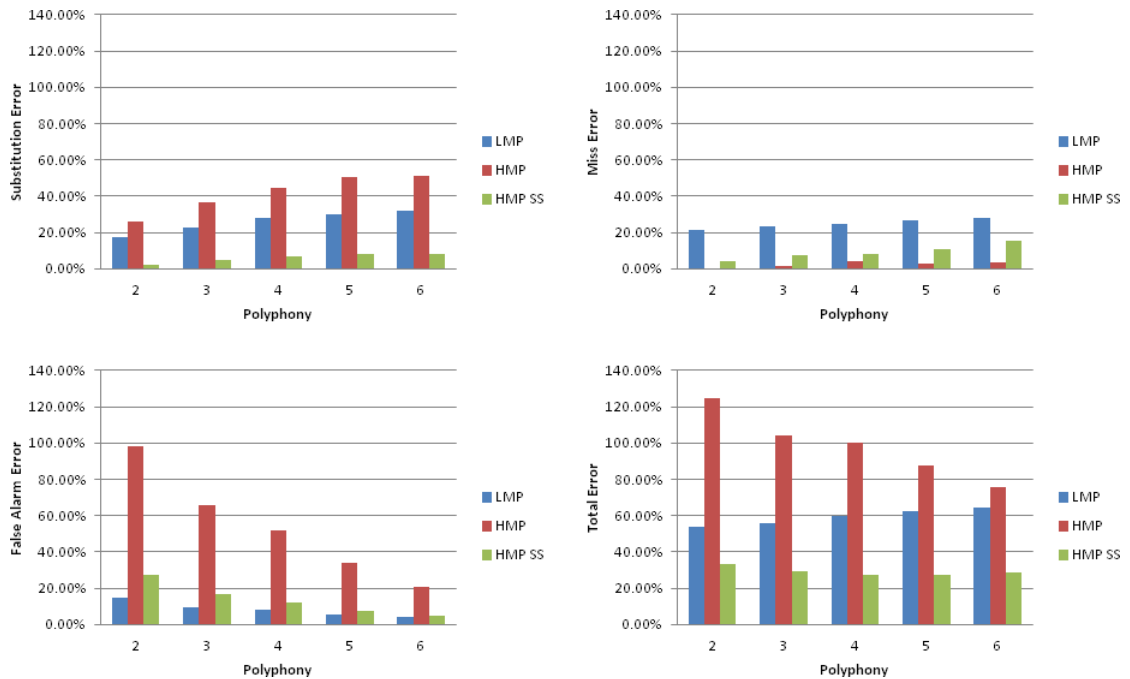 140.00%
120.00%
100.00%
80.00%
60.00%
40.00%
20.00%
0.00%
Substitution Error
2 3 4 5 6
Polyphony
LMP
HMP
HMP SS
140.00%
120.00%
100.00%
80.00%
60.00%
40.00%
20.00%
0.00%
Miss Error
2 3 4 5 6
Polyphony
LMP
HMP
HMP SS
140.00%
120.00%
100.00%
80.00%
60.00%
40.00%
20.00%
0.00%
False Alarm Error
2 3 4 5 6
Polyphony
LMP
HMP
HMP SS
140.00%
120.00%
100.00%
80.00%
60.00%
40.00%
20.00%
0.00%
Total Error
2 3 4 5 6
Polyphony
LMP
HMP
HMP SS